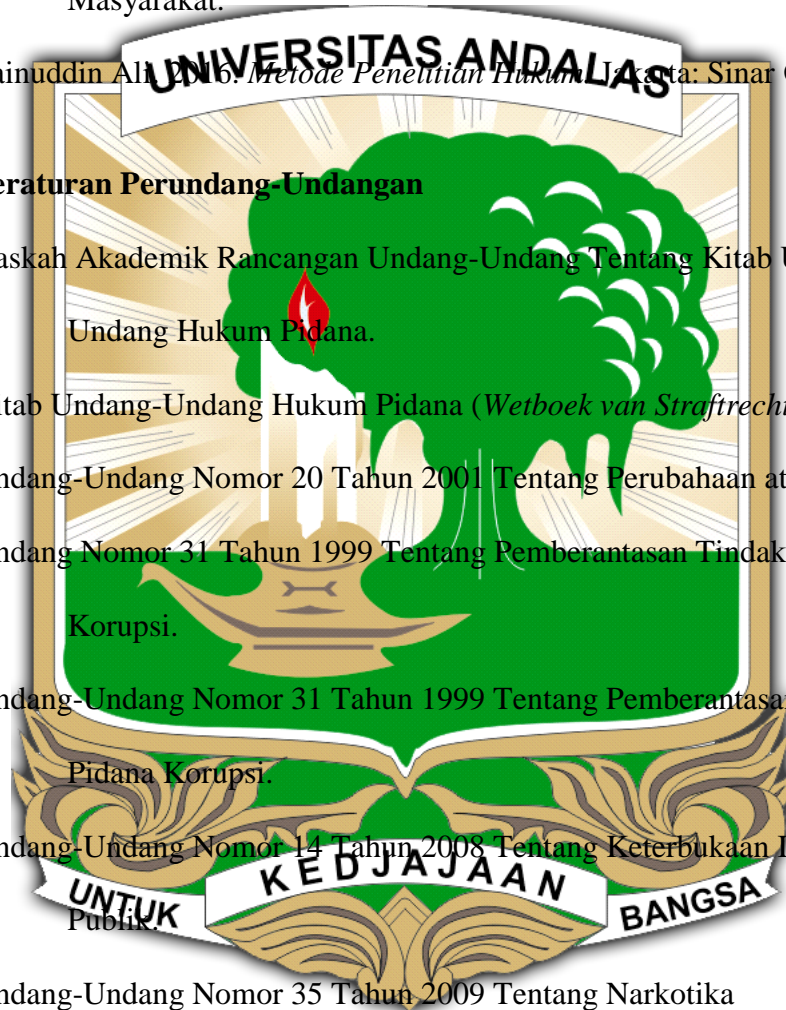 Masyarakat.
UNIVERSITAS ANDALAS
ainuddin Ali. 2016. Metode Penelitian Hukum. Jakarta: Sinar
eraturan Perundang-Undangan
askah Akademik Rancangan Undang-Undang Tentang Kitab U
Undang Hukum Pidana.
itab Undang-Undang Hukum Pidana (Wetboek van Straftrecht
ndang-Undang Nomor 20 Tahun 2001 Tentang Perubahaan at
ndang Nomor 31 Tahun 1999 Tentang Pemberantasan Tindak
Korupsi.
ndang-Undang Nomor 31 Tahun 1999 Tentang Pemberantasan
Pidana Korupsi.
ndang-Undang Nomor 14 Tahun 2008 Tentang Keterbukaan I
UNTUK KEDJAJAAN BANGSA
Publik.
ndang-Undang Nomor 35 Tahun 2009 Tentang Narkotika